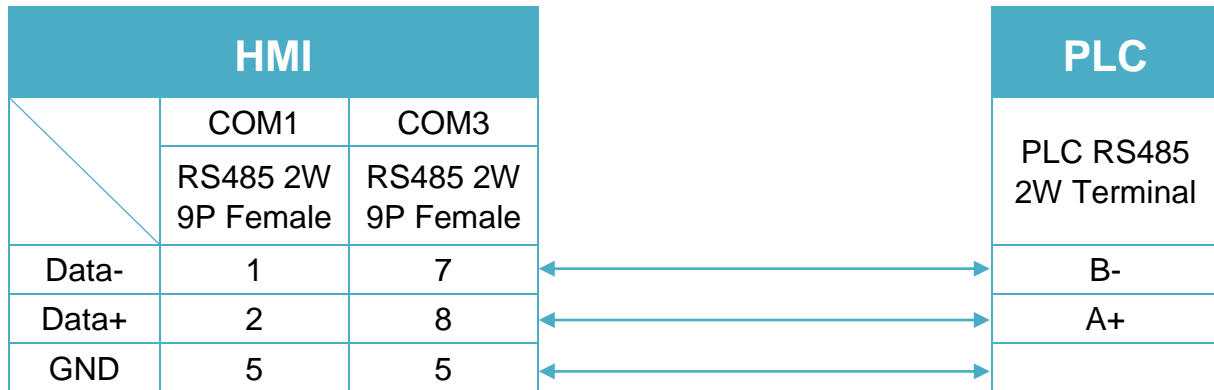 HMI
PLC
COM1 COM3
RS485 2W RS485 2W
9P Female 9P Female
PLC RS485
2W Terminal
Data- 1 7 B-
Data+ 2 8 A+
GND 5 5